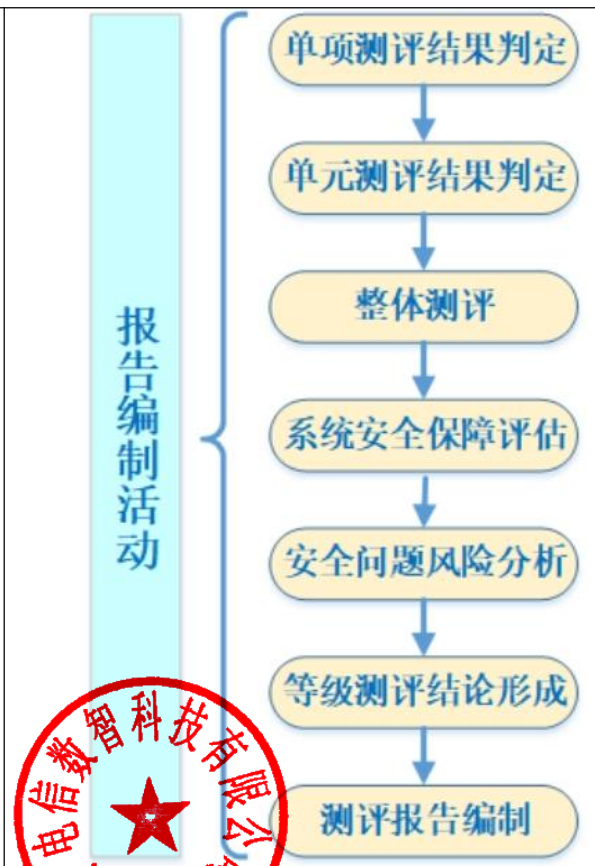 报告编制活动
单项测评结果判定
单元测评结果判定
整体测评
系统安全保障评估
安全问题风险分析
等级测评结论形成
测评报告编制
电信数智科技有限公